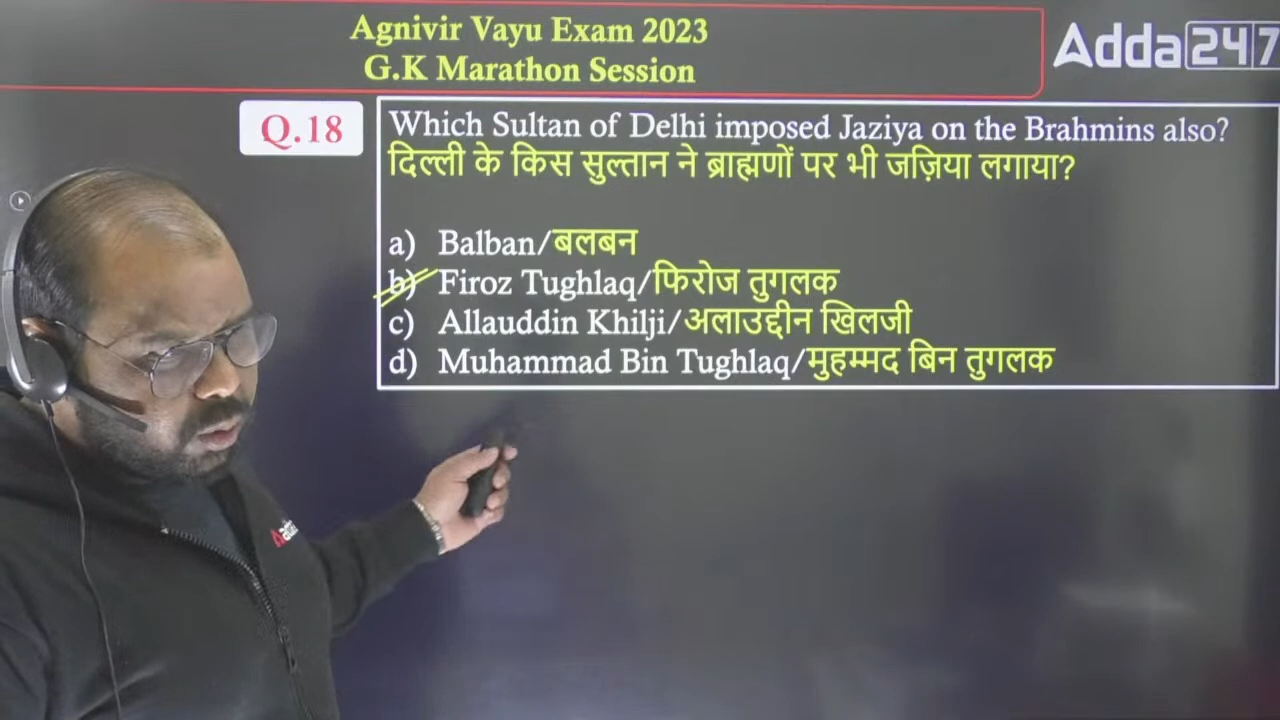 Agnivir Vayu Exam 2023
G.K Marathon Session
Adda247
Q.18
Which Sultan of Delhi imposed Jaziya on the Brahmins also?
दिल्ली के किस सुल्तान ने ब्राह्मणों पर भी जज़िया लगाया?
a) Balban/बलबन
b) Firoz Tughlaq/फिरोज तुगलक
c) Allauddin Khilji/अलाउद्दीन खिलजी
d) Muhammad Bin Tughlaq/मुहम्मद बिन तुगलक